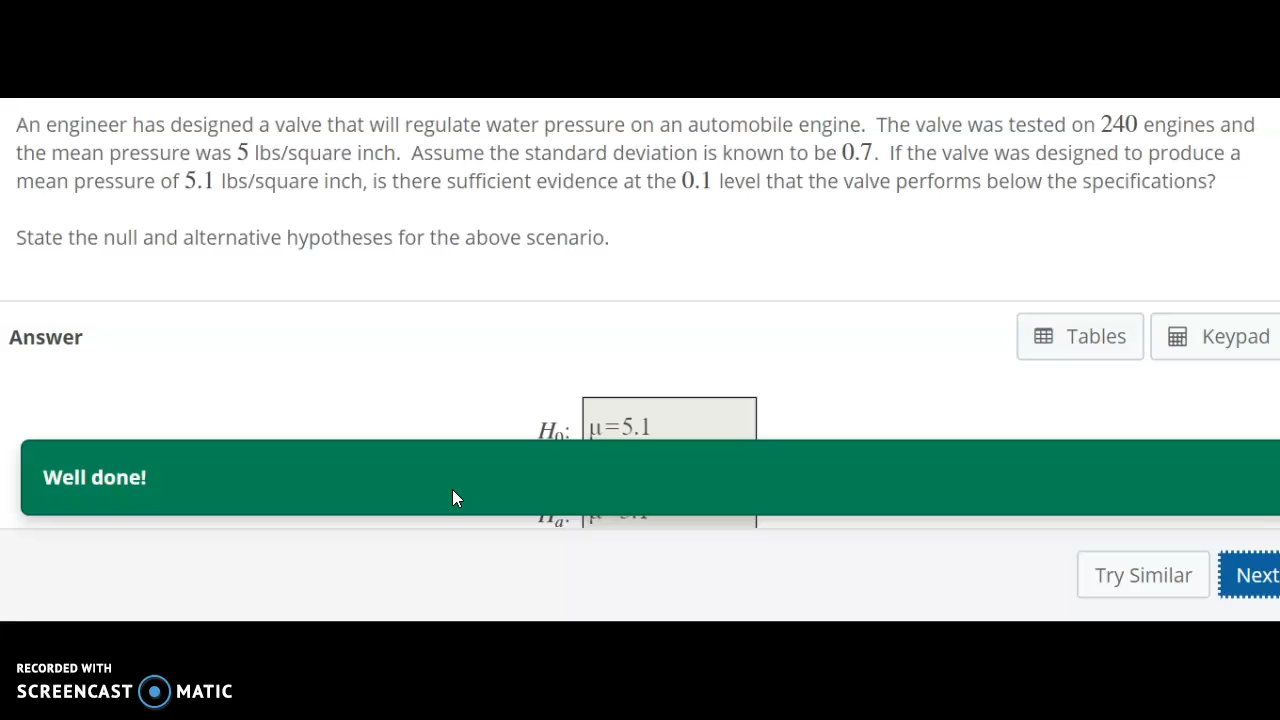 An engineer has designed a valve that will regulate water pressure on an automobile engine. The valve was tested on 240 engines and
the mean pressure was 5 lbs/square inch. Assume the standard deviation is known to be 0.7. If the valve was designed to produce a
mean pressure of 5.1 lbs/square inch, is there sufficient evidence at the 0.1 level that the valve performs below the specifications?
State the null and alternative hypotheses for the above scenario.
Answer
Tables
Keypad
H₀: μ=5.1
Well done!
Hₐ:
Try Similar
Next
RECORDED WITH
SCREENCAST MATIC